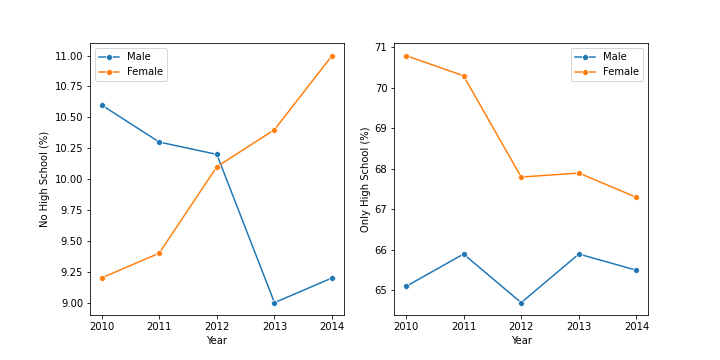 Male
Female
11.00
10.75
10.50
10.25
10.00
9.75
9.50
9.25
9.00
No High School (%)
2010 2011 2012 2013 2014
Year
Male
Female
71
70
69
68
67
66
65
Only High School (%)
2010 2011 2012 2013 2014
Year